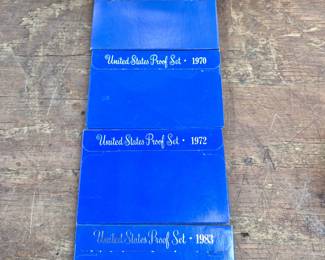 United States Proof Set • 1970
United States Proof Set • 1972
United States Proof Set • 1983